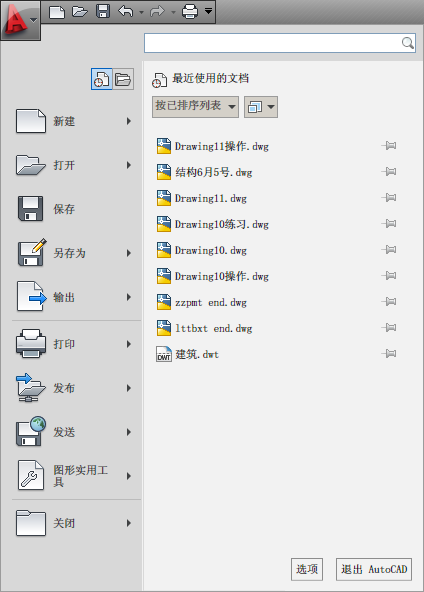 最近使用的文档
按已排序列表
新建
打开
保存
另存为
输出
打印
发布
发送
图形实用工
具
关闭
Drawing11操作.dwg
结构6月5号.dwg
Drawing11.dwg
Drawing10练习.dwg
Drawing10.dwg
Drawing10操作.dwg
zzpmt end.dwg
lttbxt end.dwg
DWT 建筑.dwt
选项
退出 AutoCAD